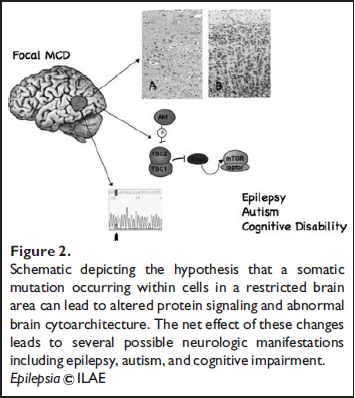 Focal MCD
A
B
Akt
P
TSC2
TSC1
mTOR
raptor
Epilepsy
Autism
Cognitive Disability
Figure 2.
Schematic depicting the hypothesis that a somatic
mutation occurring within cells in a restricted brain
area can lead to altered protein signaling and abnormal
brain cytoarchitecture. The net effect of these changes
leads to several possible neurologic manifestations
including epilepsy, autism, and cognitive impairment.
Epilepsia © ILAE